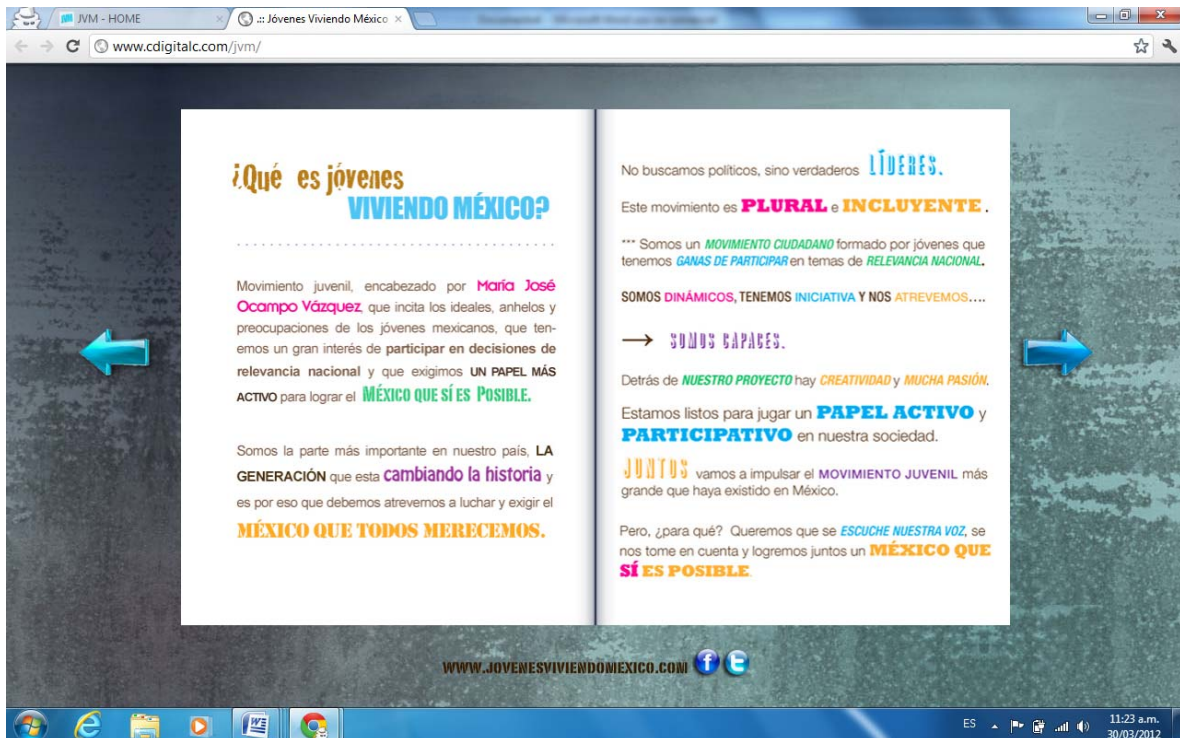 JVM - HOME
.:: Jóvenes Viviendo México
www.cdigitalc.com/jvm/
¿Qué es jóvenes
VIVIENDO MÉXICO?
Movimiento juvenil, encabezado por María José
Ocampo Vázquez, que incita los ideales, anhelos y
preocupaciones de los jóvenes mexicanos, que ten-
emos un gran interés de participar en decisiones de
relevancia nacional y que exigimos UN PAPEL MÁS
ACTIVO para lograr el MÉXICO QUE SÍ ES POSIBLE.
Somos la parte más importante en nuestro país, LA
GENERACIÓN que esta cambiando la historia y
es por eso que debemos atrevernos a luchar y exigir el
MÉXICO QUE TODOS MERECEMOS.
No buscamos políticos, sino verdaderos LÍDERES.
Este movimiento es PLURAL e INCLUYENTE .
*** Somos un MOVIMIENTO CIUDADANO formado por jóvenes que
tenemos GANAS DE PARTICIPAR en temas de RELEVANCIA NACIONAL.
SOMOS DINÁMICOS, TENEMOS INICIATIVA Y NOS ATREVEMOS....
→ SOMOS CAPACES.
Detrás de NUESTRO PROYECTO hay CREATIVIDAD y MUCHA PASIÓN.
Estamos listos para jugar un PAPEL ACTIVO y
PARTICIPATIVO en nuestra sociedad.
JUNTOS vamos a impulsar el MOVIMIENTO JUVENIL más
grande que haya existido en México.
Pero, ¿para qué? Queremos que se ESCUCHE NUESTRA VOZ, se
nos tome en cuenta y logremos juntos un MÉXICO QUE
SÍ ES POSIBLE.
WWW.JOVENESVIVIENDOMEXICO.COM
ES
11:23 a.m.
30/03/2012